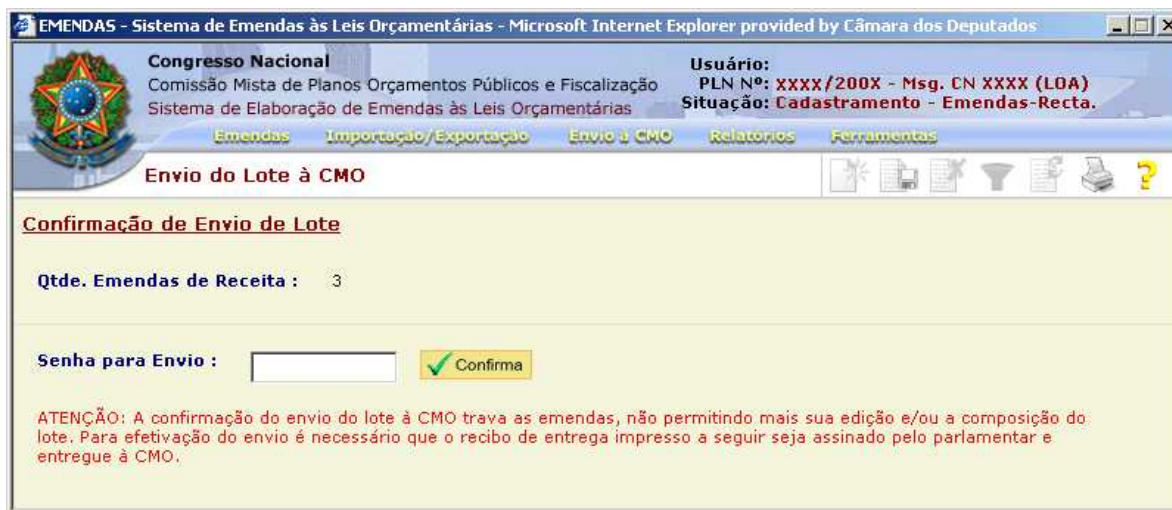 EMENDAS - Sistema de Emendas às Leis Orçamentárias - Microsoft Internet Explorer provided by Câmara dos Deputados
Congresso Nacional
Comissão Mista de Planos Orçamentos Públicos e Fiscalização
Sistema de Elaboração de Emendas às Leis Orçamentárias
Usuário:
PLN Nº: XXXX/200X - Msg. CN XXXX (LOA)
Situação: Cadastramento - Emendas-Recta.
Emendas Importação/Exportação Envio à CMO Relatórios Ferramentas
Envio do Lote à CMO
Confirmação de Envio de Lote
Qtde. Emendas de Receita : 3
Senha para Envio : Confirma
ATENÇÃO: A confirmação do envio do lote à CMO trava as emendas, não permitindo mais sua edição e/ou a composição do
lote. Para efetivação do envio é necessário que o recibo de entrega impresso a seguir seja assinado pelo parlamentar e
entregue à CMO.